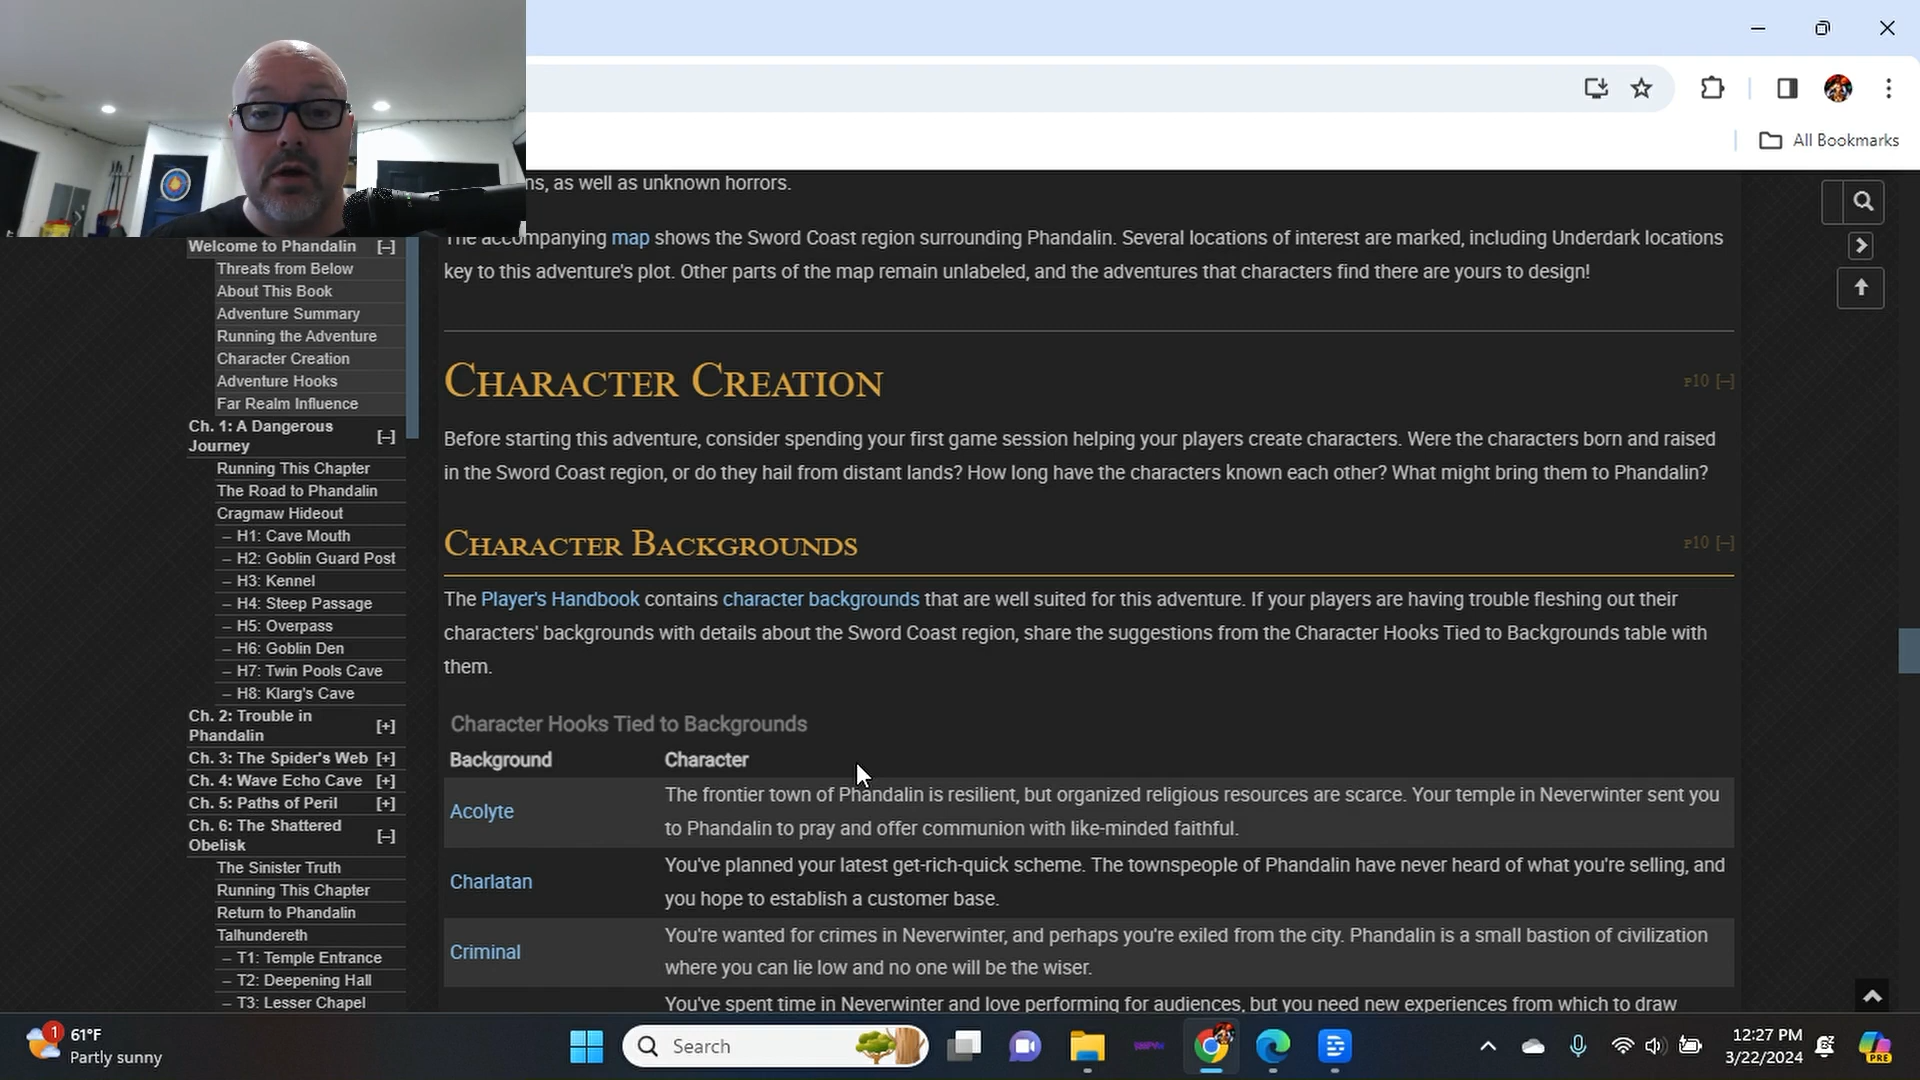 All Bookmarks
ns, as well as unknown horrors.
The accompanying map shows the Sword Coast region surrounding Phandalin. Several locations of interest are marked, including Underdark locations
key to this adventure's plot. Other parts of the map remain unlabeled, and the adventures that characters find there are yours to design!
Welcome to Phandalin [–]
Threats from Below
About This Book
Adventure Summary
Running the Adventure
Character Creation
Adventure Hooks
Far Realm Influence
Ch. 1: A Dangerous
Journey [–]
Running This Chapter
The Road to Phandalin
Cragmaw Hideout
– H1: Cave Mouth
– H2: Goblin Guard Post
– H3: Kennel
– H4: Steep Passage
– H5: Overpass
– H6: Goblin Den
– H7: Twin Pools Cave
– H8: Klarg's Cave
Ch. 2: Trouble in
Phandalin [+]
Ch. 3: The Spider's Web [+]
Ch. 4: Wave Echo Cave [+]
Ch. 5: Paths of Peril [+]
Ch. 6: The Shattered
Obelisk [–]
The Sinister Truth
Running This Chapter
Return to Phandalin
Talhundereth
– T1: Temple Entrance
– T2: Deepening Hall
– T3: Lesser Chapel
Character Creation P10 [–]
Before starting this adventure, consider spending your first game session helping your players create characters. Were the characters born and raised
in the Sword Coast region, or do they hail from distant lands? How long have the characters known each other? What might bring them to Phandalin?
Character Backgrounds P10 [–]
The Player's Handbook contains character backgrounds that are well suited for this adventure. If your players are having trouble fleshing out their
characters' backgrounds with details about the Sword Coast region, share the suggestions from the Character Hooks Tied to Backgrounds table with
them.
Character Hooks Tied to Backgrounds
Background Character
Acolyte The frontier town of Phandalin is resilient, but organized religious resources are scarce. Your temple in Neverwinter sent you
to Phandalin to pray and offer communion with like-minded faithful.
Charlatan You've planned your latest get-rich-quick scheme. The townspeople of Phandalin have never heard of what you're selling, and
you hope to establish a customer base.
Criminal You're wanted for crimes in Neverwinter, and perhaps you're exiled from the city. Phandalin is a small bastion of civilization
where you can lie low and no one will be the wiser.
You've spent time in Neverwinter and love performing for audiences, but you need new experiences from which to draw
1
61°F
Partly sunny
Search
12:27 PM
3/22/2024
PRE